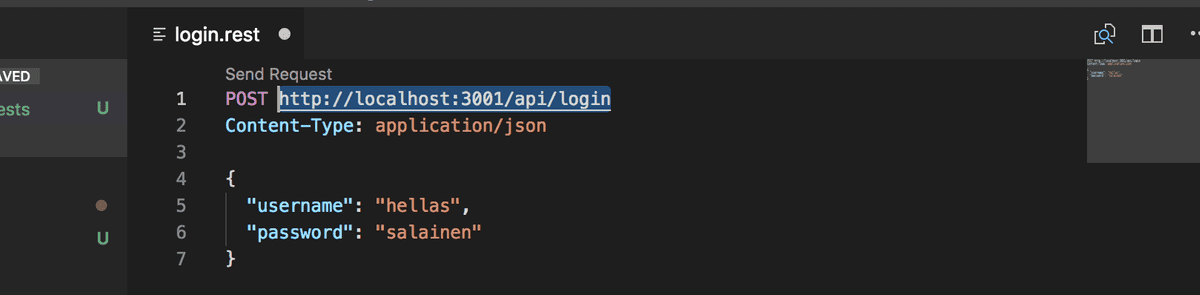 login.rest
AVED
ests U
U
Send Request
1 POST http://localhost:3001/api/login
2 Content-Type: application/json
3
4 {
5 "username": "hellas",
6 "password": "salainen"
7 }